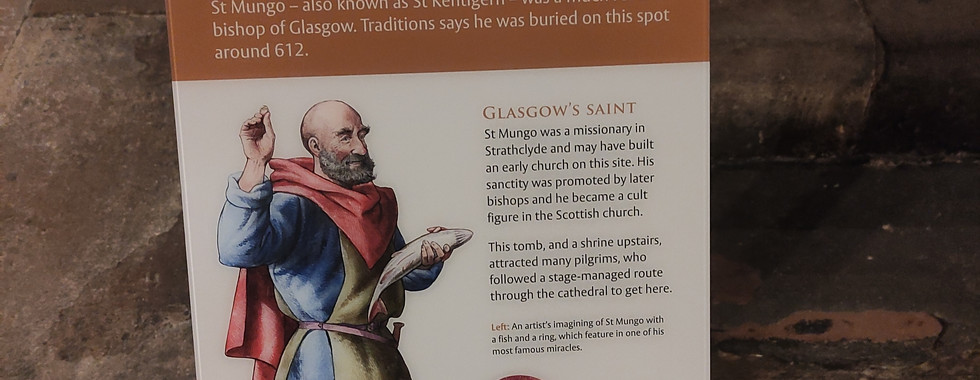 St Mungo – also known as St Kentigern – was a much
bishop of Glasgow. Traditions says he was buried on this spot
around 612.
GLASGOW'S SAINT
St Mungo was a missionary in
Strathclyde and may have built
an early church on this site. His
sanctity was promoted by later
bishops and he became a cult
figure in the Scottish church.
This tomb, and a shrine upstairs,
attracted many pilgrims, who
followed a stage-managed route
through the cathedral to get here.
Left: An artist's imagining of St Mungo with
a fish and a ring, which feature in one of his
most famous miracles.